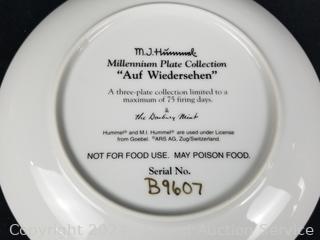 M.J. Hummel
Millennium Plate Collection
"Auf Wiedersehen"
A three-plate collection limited to a
maximum of 75 firing days.
&
the Danbury Mint
Hummel® and M.I. Hummel® are used under License
from Goebel. ©ARS AG, Zug/Switzerland.
NOT FOR FOOD USE. MAY POISON FOOD.
Serial No.
B9607
Auction Service